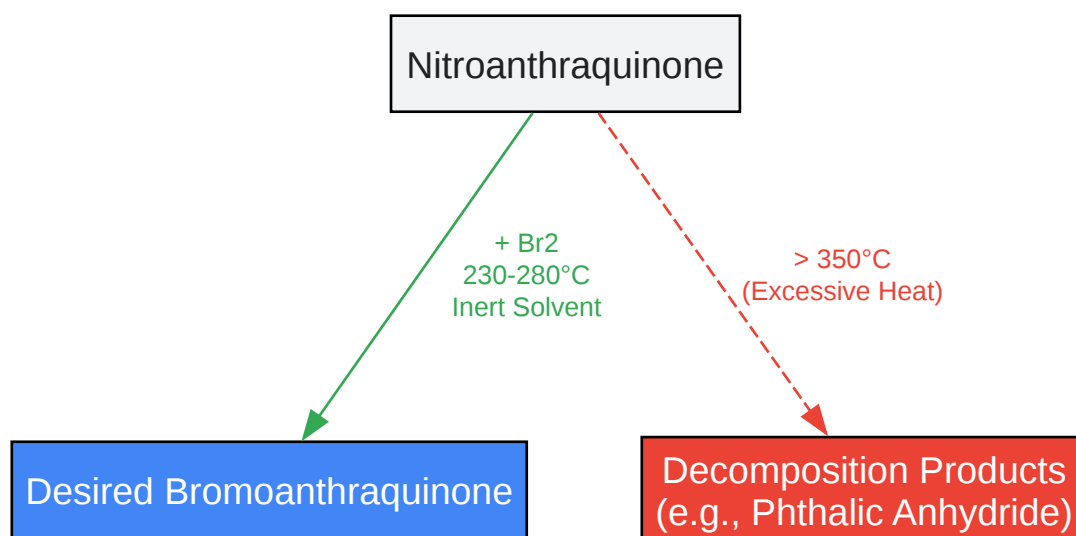 Nitroanthraquinone
+ Br2
230-280°C
Inert Solvent
> 350°C
(Excessive Heat)
Desired Bromoanthraquinone
Decomposition Products
(e.g., Phthalic Anhydride)